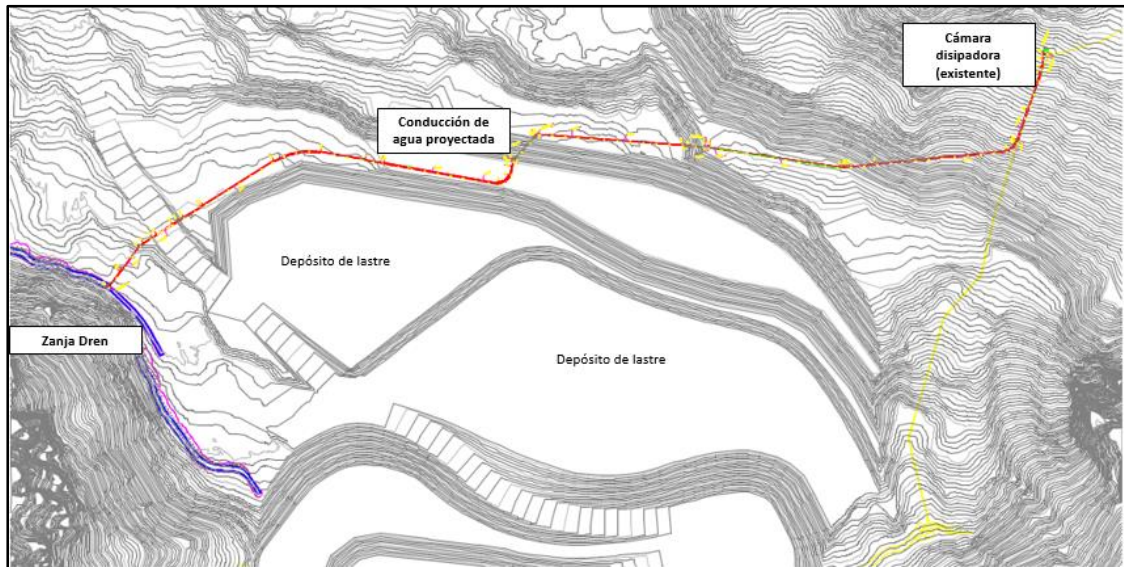 Cámara
disipadora
(existente)
Conducción de
agua proyectada
Depósito de lastre
Zanja Dren
Depósito de lastre